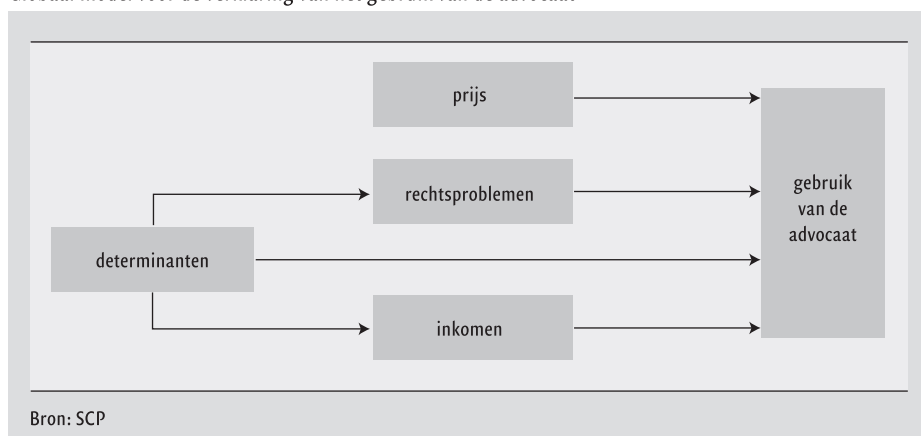 prijs
rechtsproblemen
gebruik
van de
advocaat
determinanten
inkomen
Bron: SCP